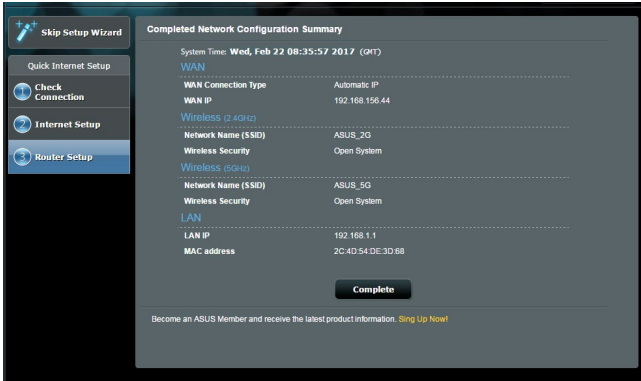 Skip Setup Wizard
Quick Internet Setup
1 Check Connection
2 Internet Setup
3 Router Setup
Completed Network Configuration Summary
System Time: Wed, Feb 22 08:35:57 2017 (GMT)
WAN
WAN Connection Type Automatic IP
WAN IP 192.168.156.44
Wireless (2.4GHz)
Network Name (SSID) ASUS_2G
Wireless Security Open System
Wireless (5GHz)
Network Name (SSID) ASUS_5G
Wireless Security Open System
LAN
LAN IP 192.168.1.1
MAC address 2C:4D:54:DE:3D:68
Complete
Become an ASUS Member and receive the latest product information. Sing Up Now!